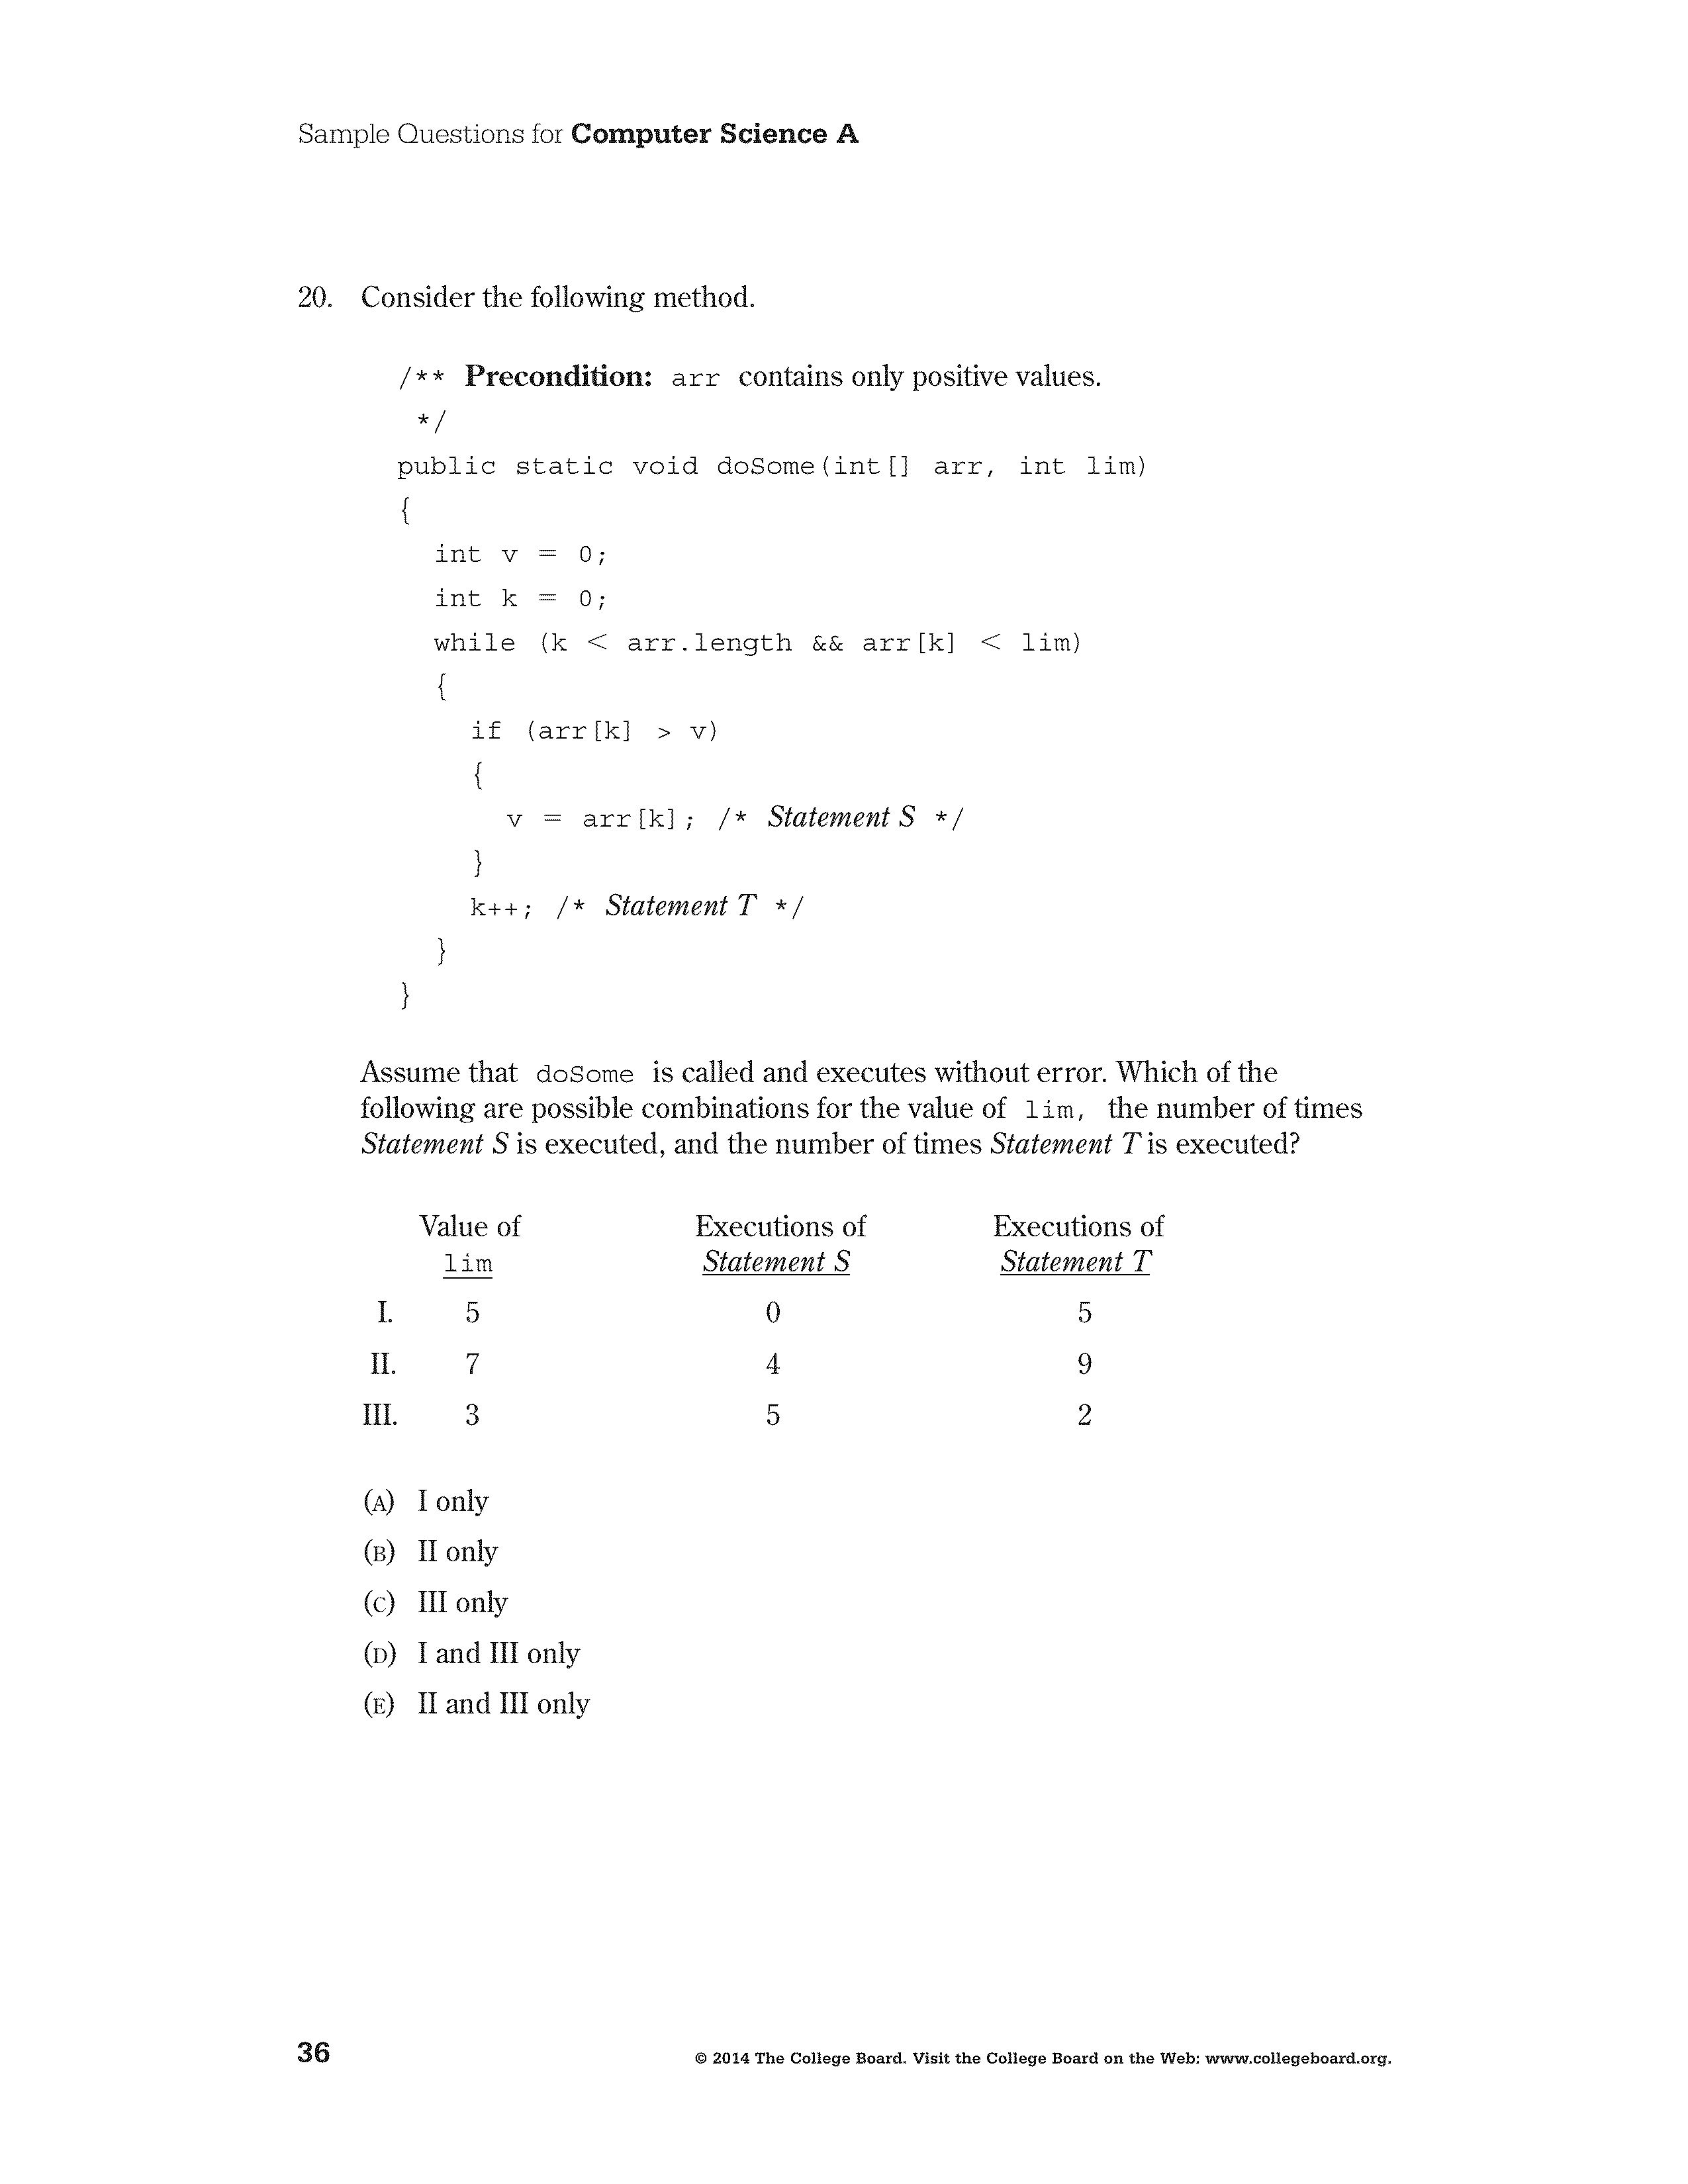 Sample Questions for Computer Science A
20. Consider the following method.
/** Precondition: arr contains only positive values.
*/
public static void doSome(int[] arr, int lim)
{
int v = 0;
int k = 0;
while (k < arr.length && arr[k] < lim)
{
if (arr[k] > v)
{
v = arr[k]; /* Statement S */
}
k++; /* Statement T */
}
}
Assume that doSome is called and executes without error. Which of the
following are possible combinations for the value of lim, the number of times
Statement S is executed, and the number of times Statement T is executed?
Value of Executions of Executions of
lim Statement S Statement T
I. 5 0 5
II. 7 4 9
III. 3 5 2
(A) I only
(B) II only
(C) III only
(D) I and III only
(E) II and III only
36 © 2014 The College Board. Visit the College Board on the Web: www.collegeboard.org.